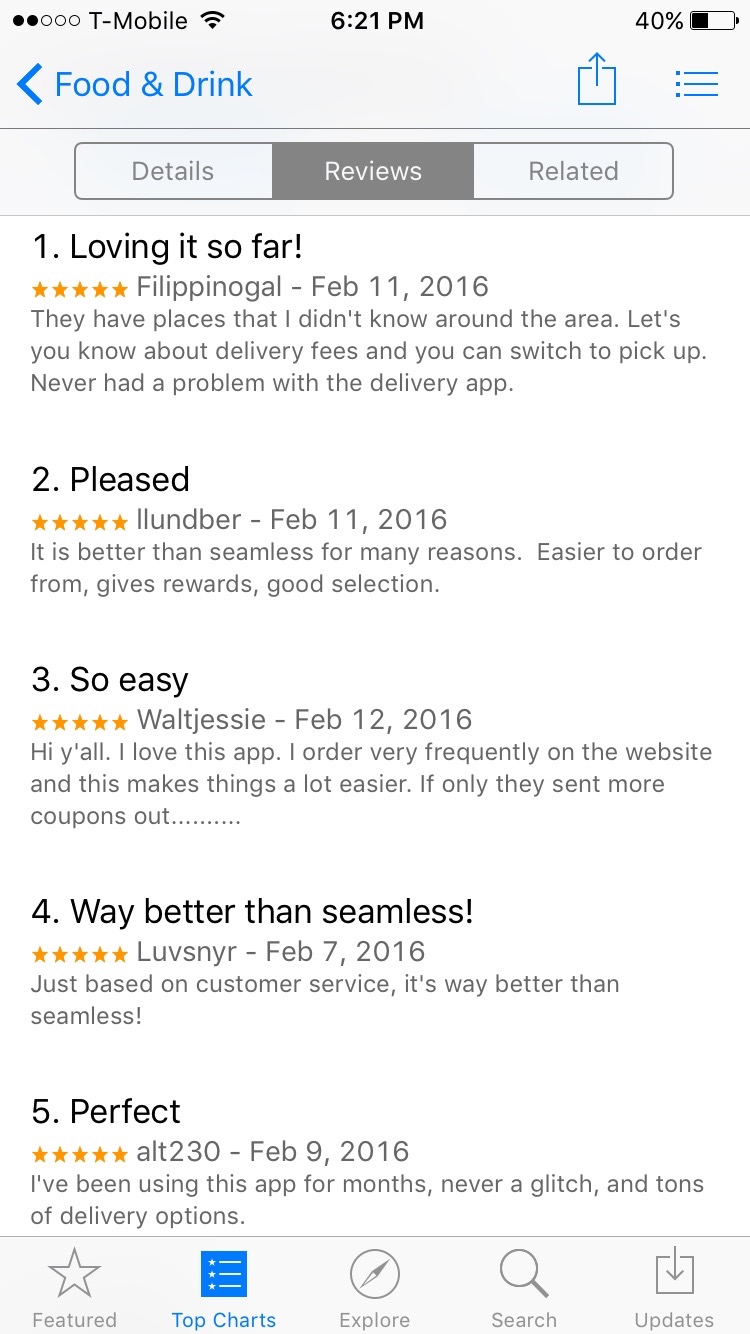 T-Mobile 6:21 PM 40%
Food & Drink
Details Reviews Related
1. Loving it so far!
Filippinogal - Feb 11, 2016
They have places that I didn't know around the area. Let's
you know about delivery fees and you can switch to pick up.
Never had a problem with the delivery app.
2. Pleased
llundber - Feb 11, 2016
It is better than seamless for many reasons.  Easier to order
from, gives rewards, good selection.
3. So easy
Waltjessie - Feb 12, 2016
Hi y'all. I love this app. I order very frequently on the website
and this makes things a lot easier. If only they sent more
coupons out..........
4. Way better than seamless!
Luvsnyr - Feb 7, 2016
Just based on customer service, it's way better than
seamless!
5. Perfect
alt230 - Feb 9, 2016
I've been using this app for months, never a glitch, and tons
of delivery options.
Featured Top Charts Explore Search Updates